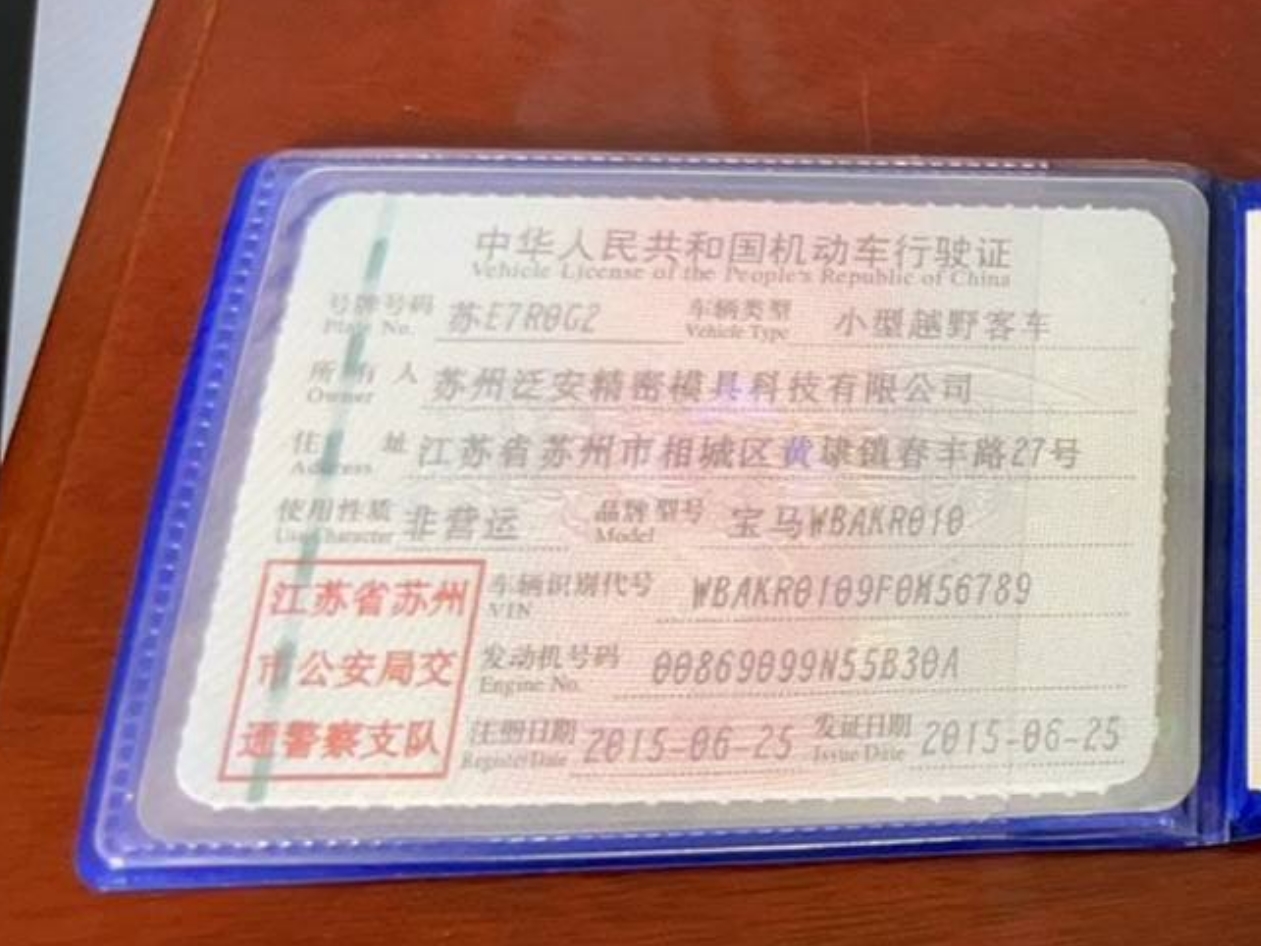 中华人民共和国机动车行驶证
Vehicle License of the People's Republic of China
号牌号码 苏E7R0G2 车辆类型 小型越野客车
Plate No. Vehicle Type
所有人 苏州泛安精密模具科技有限公司
Owner
住址 江苏省苏州市相城区黄埭镇春丰路27号
Address
使用性质 非营运 品牌型号 宝马WBAKR010
Use Character Model
江苏省苏州
市公安局交
通警察支队
车辆识别代号 WBAKR0109F0M56789
VIN
发动机号码 00869099N55B30A
Engine No.
注册日期 2015-06-25 发证日期 2015-06-25
Register Date Issue Date